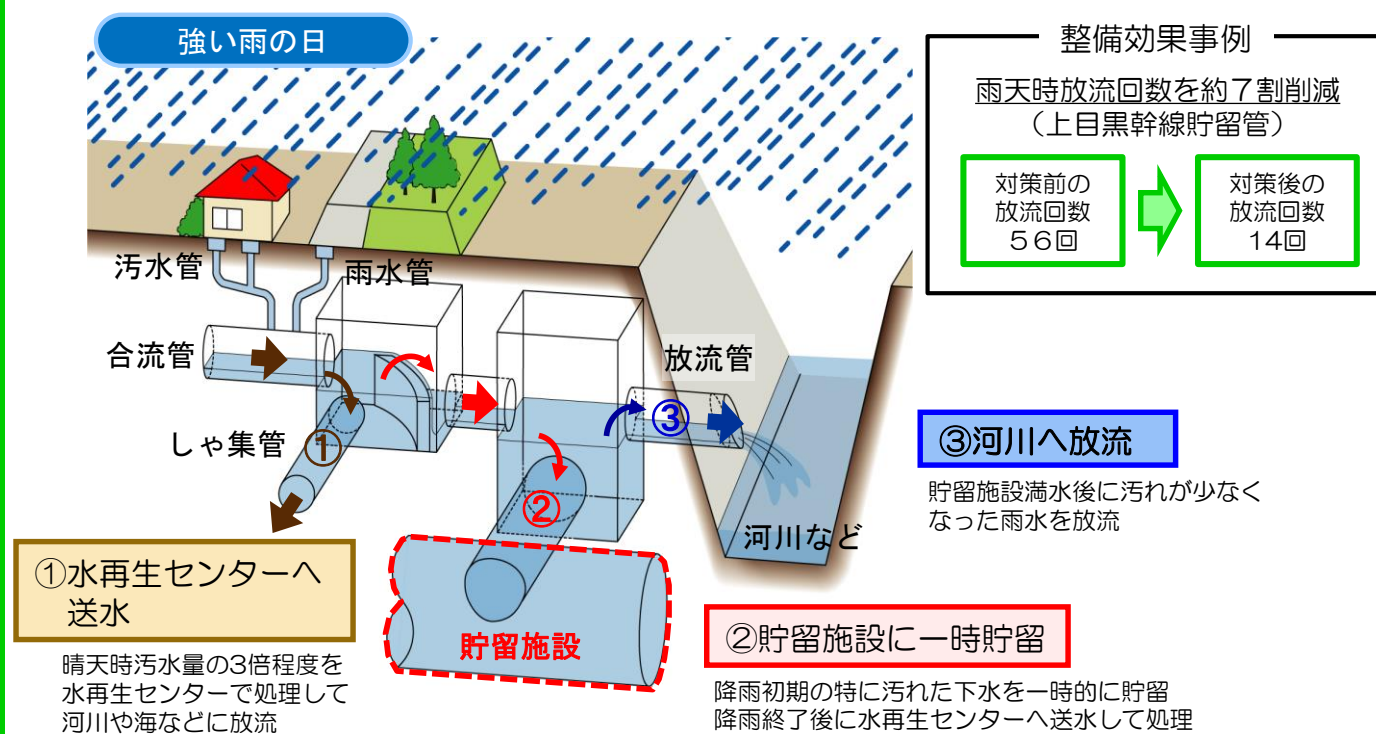 強い雨の日
整備効果事例
雨天時放流回数を約７割削減
（上目黒幹線貯留管）
対策前の
放流回数
５６回
対策後の
放流回数
14回
汚水管
雨水管
合流管
放流管
しゃ集管
①
②
③
河川など
貯留施設
①水再生センターへ
送水
晴天時汚水量の3倍程度を
水再生センターで処理して
河川や海などに放流
②貯留施設に一時貯留
降雨初期の特に汚れた下水を一時的に貯留
降雨終了後に水再生センターへ送水して処理
③河川へ放流
貯留施設満水後に汚れが少なく
なった雨水を放流